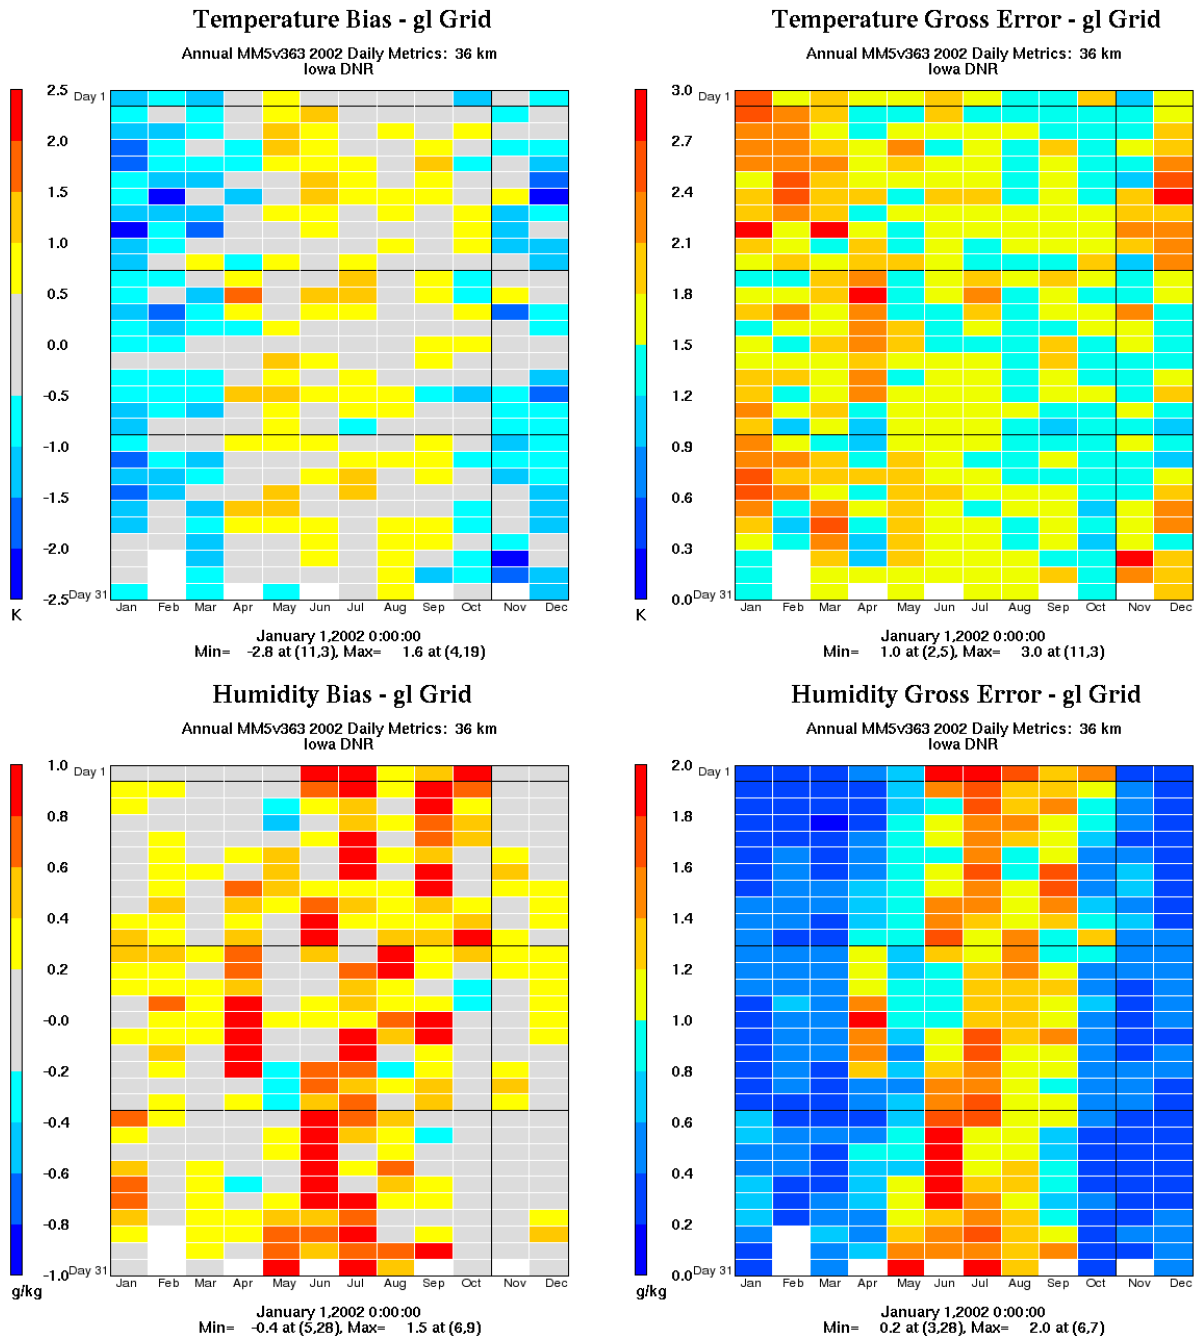 Temperature Bias - gl Grid
Annual MM5v363 2002 Daily Metrics: 36 km
Iowa DNR
2.5
2.0
1.5
1.0
0.5
0.0
-0.5
-1.0
-1.5
-2.0
-2.5
K
Day 1
Day 31
Jan Feb Mar Apr May Jun Jul Aug Sep Oct Nov Dec
January 1,2002 0:00:00
Min= -2.8 at (11,3), Max= 1.6 at (4,19)
Temperature Gross Error - gl Grid
Annual MM5v363 2002 Daily Metrics: 36 km
Iowa DNR
3.0
2.7
2.4
2.1
1.8
1.5
1.2
0.9
0.6
0.3
0.0
K
Day 1
Day 31
Jan Feb Mar Apr May Jun Jul Aug Sep Oct Nov Dec
January 1,2002 0:00:00
Min= 1.0 at (2,5), Max= 3.0 at (11,3)
Humidity Bias - gl Grid
Annual MM5v363 2002 Daily Metrics: 36 km
Iowa DNR
1.0
0.8
0.6
0.4
0.2
-0.0
-0.2
-0.4
-0.6
-0.8
-1.0
g/kg
Day 1
Day 31
Jan Feb Mar Apr May Jun Jul Aug Sep Oct Nov Dec
January 1,2002 0:00:00
Min= -0.4 at (5,28), Max= 1.5 at (6,9)
Humidity Gross Error - gl Grid
Annual MM5v363 2002 Daily Metrics: 36 km
Iowa DNR
2.0
1.8
1.6
1.4
1.2
1.0
0.8
0.6
0.4
0.2
0.0
g/kg
Day 1
Day 31
Jan Feb Mar Apr May Jun Jul Aug Sep Oct Nov Dec
January 1,2002 0:00:00
Min= 0.2 at (3,28), Max= 2.0 at (6,7)